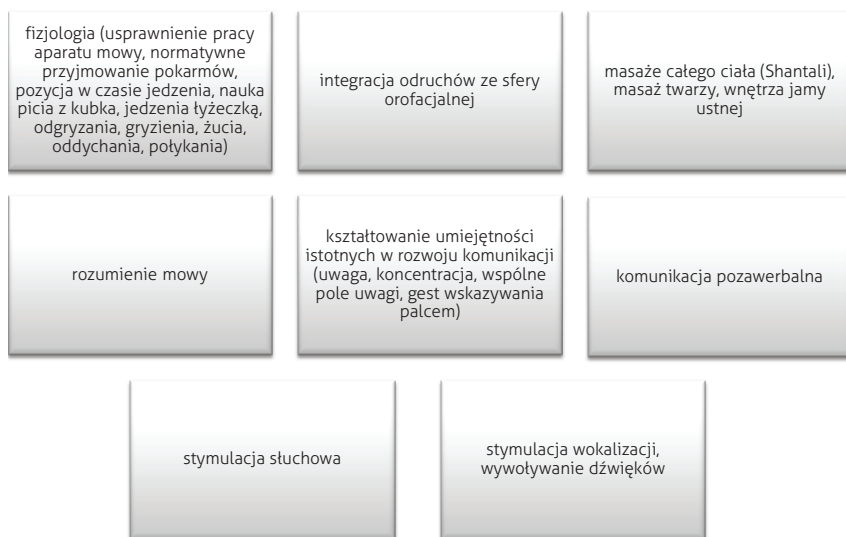 fizjologia (usprawnienie pracy
aparatu mowy, normatywne
przyjmowanie pokarmów,
pozycja w czasie jedzenia, nauka
picia z kubka, jedzenia łyżeczką,
odgryzania, gryzienia, żucia,
oddychania, połykania)
integracja odruchów ze sfery
orofacjalnej
masaże całego ciała (Shantali),
masaż twarzy, wnętrza jamy
ustnej
rozumienie mowy
kształtowanie umiejętności
istotnych w rozwoju komunikacji
(uwaga, koncentracja, wspólne
pole uwagi, gest wskazywania
palcem)
komunikacja pozawerbalna
stymulacja słuchowa
stymulacja wokalizacji,
wywoływanie dźwięków